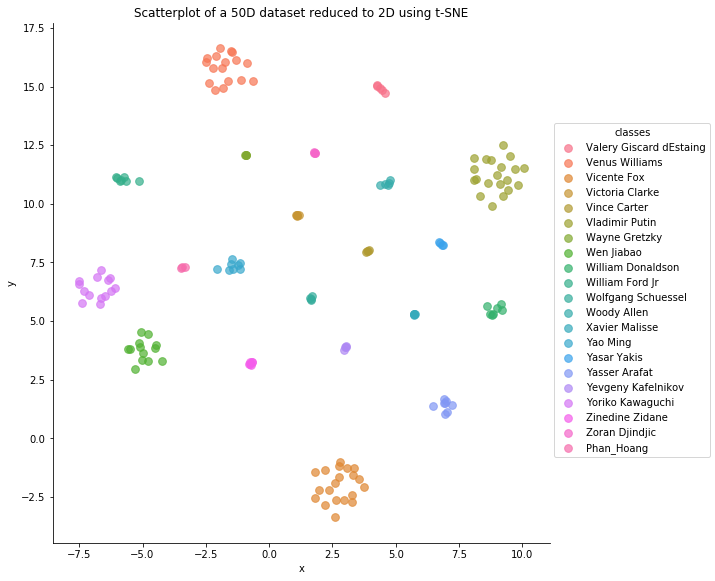 Scatterplot of a 50D dataset reduced to 2D using t-SNE
17.5
15.0
12.5
10.0
7.5
5.0
2.5
0.0
−2.5
y
−7.5
−5.0
−2.5
0.0
2.5
5.0
7.5
10.0
x
classes
Valery Giscard dEstaing
Venus Williams
Vicente Fox
Victoria Clarke
Vince Carter
Vladimir Putin
Wayne Gretzky
Wen Jiabao
William Donaldson
William Ford Jr
Wolfgang Schuessel
Woody Allen
Xavier Malisse
Yao Ming
Yasar Yakis
Yasser Arafat
Yevgeny Kafelnikov
Yoriko Kawaguchi
Zinedine Zidane
Zoran Djindjic
Phan_Hoang